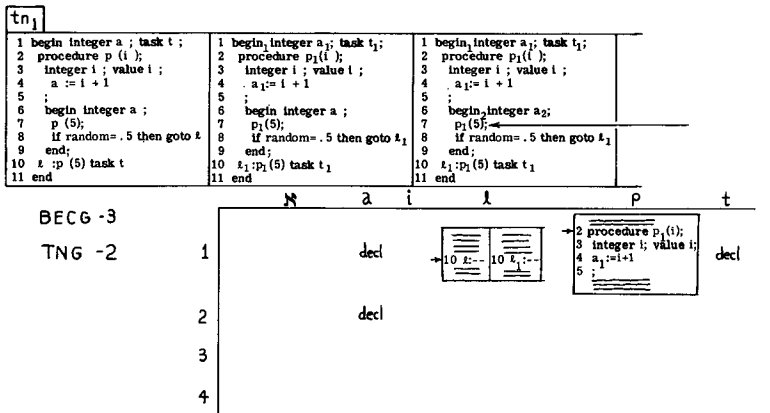 tn₁
1 begin integer a ; task t ;
2 procedure p (i );
3 integer i ; value i ;
4 a := i + 1
5 ;
6 begin integer a ;
7 p (5);
8 if random= . 5 then goto ℓ
9 end;
10 ℓ :p (5) task t
11 end
1 begin₁ integer a₁; task t₁;
2 procedure p₁(i );
3 integer i ; value i ;
4 a₁:= i + 1
5 ;
6 begin integer a ;
7 p₁(5);
8 if random= . 5 then goto ℓ₁
9 end;
10 ℓ₁:p₁(5) task t₁
11 end
1 begin₁ integer a₁; task t₁;
2 procedure p₁(i );
3 integer i ; value i ;
4 a₁:= i + 1
5 ;
6 begin₂ integer a₂;
7 p₁(5);
8 if random= . 5 then goto ℓ₁
9 end;
10 ℓ₁:p₁(5) task t₁
11 end
ℵ a i l p t
BECG -3
TNG -2
1 decl
10 ℓ:--
10 ℓ₁:--
2 procedure p₁(i);
3 integer i; value i;
4 a₁:=i+1
5 ;
decl
2 decl
3
4